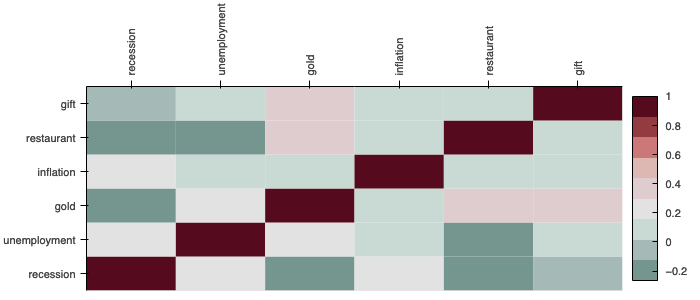 recession
unemployment
gold
inflation
restaurant
gift
gift
restaurant
inflation
gold
unemployment
recession
1
0.8
0.6
0.4
0.2
0
−0.2